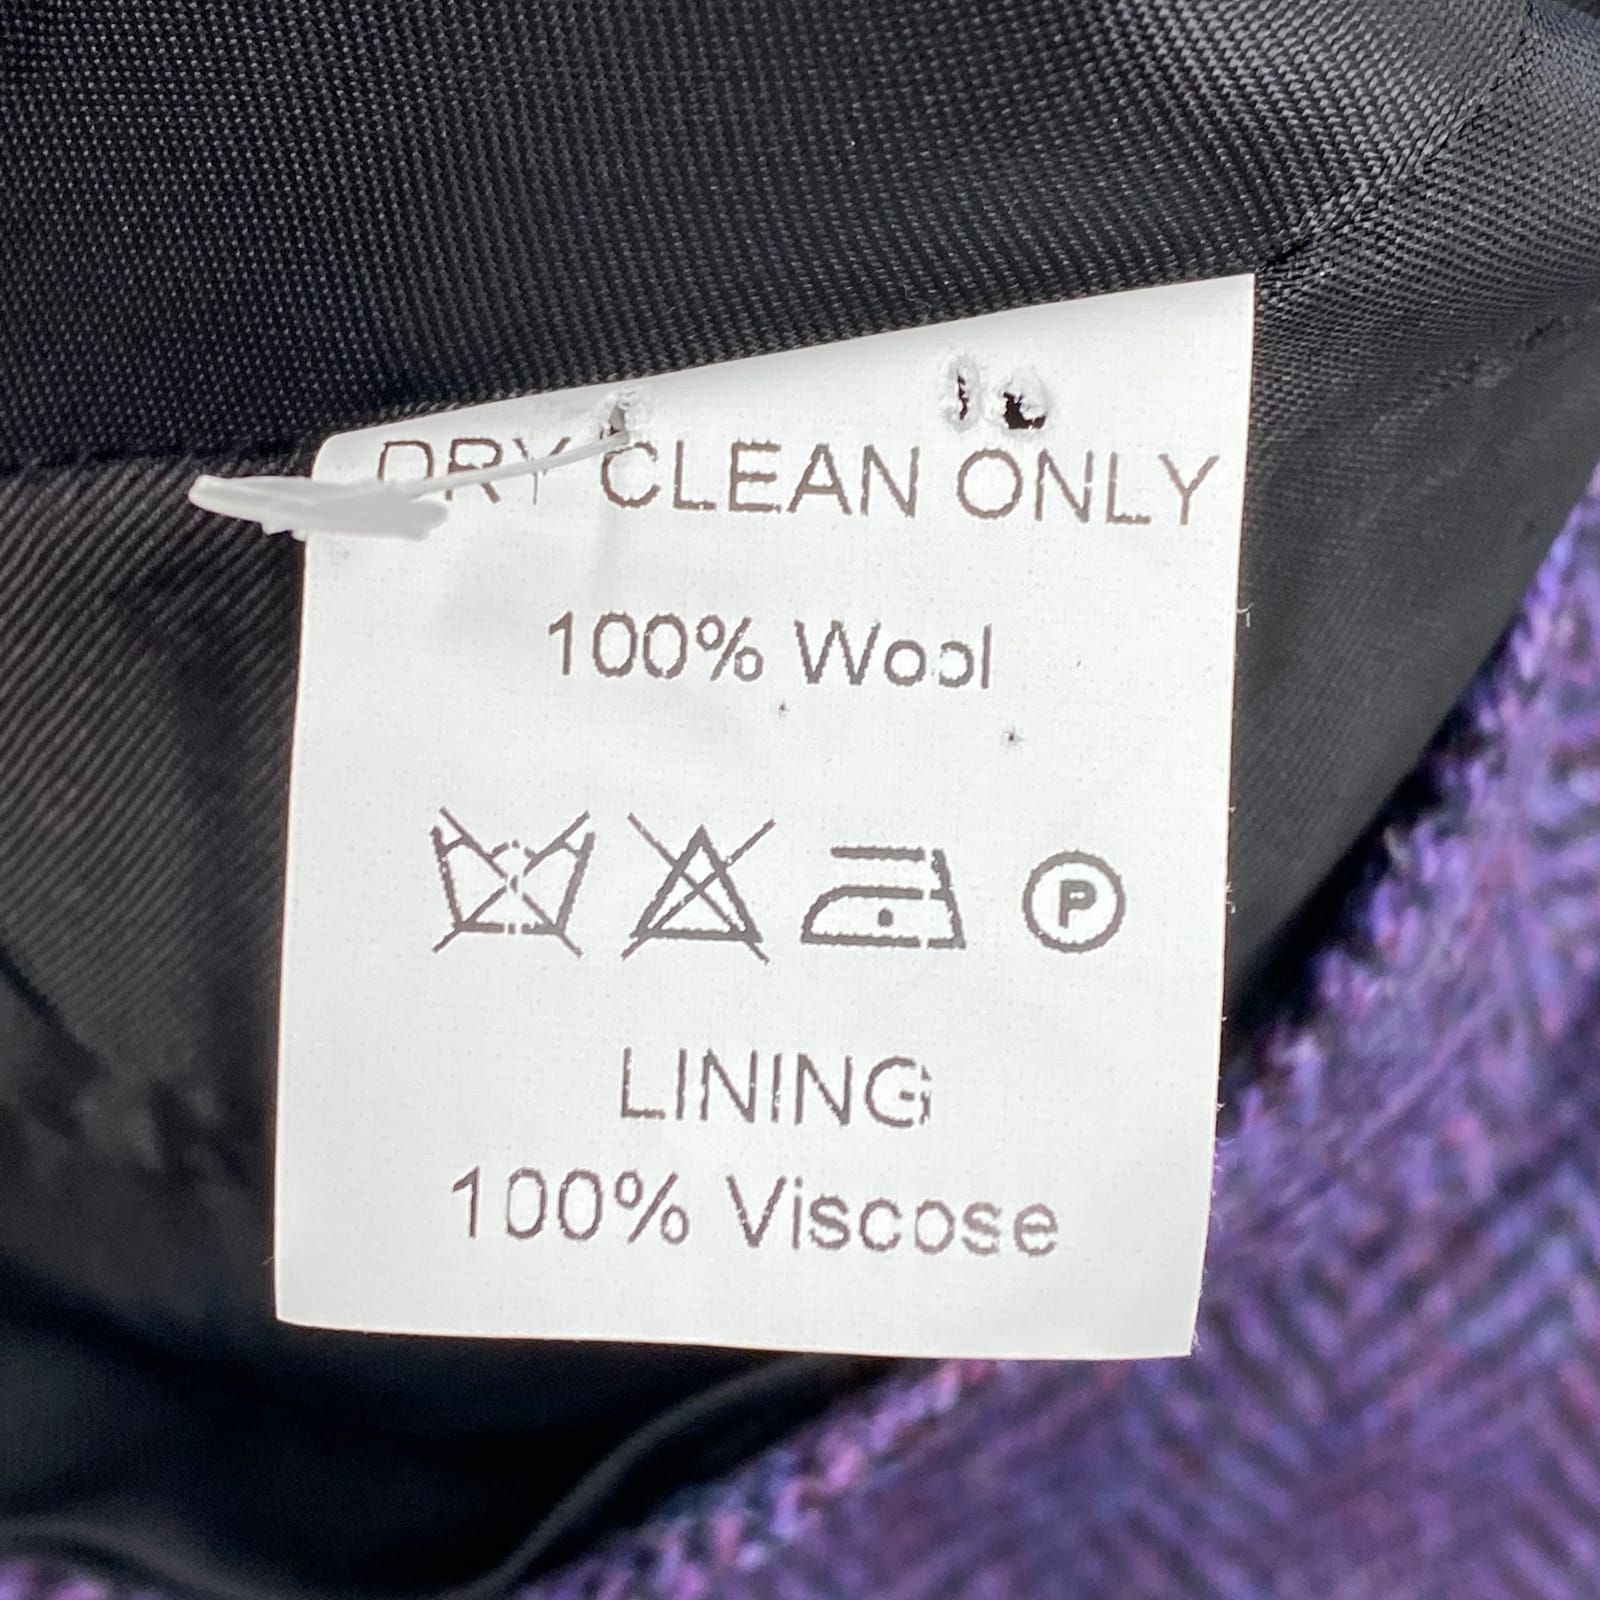 DRY CLEAN ONLY
100% Wool
P
LINING
100% Viscose